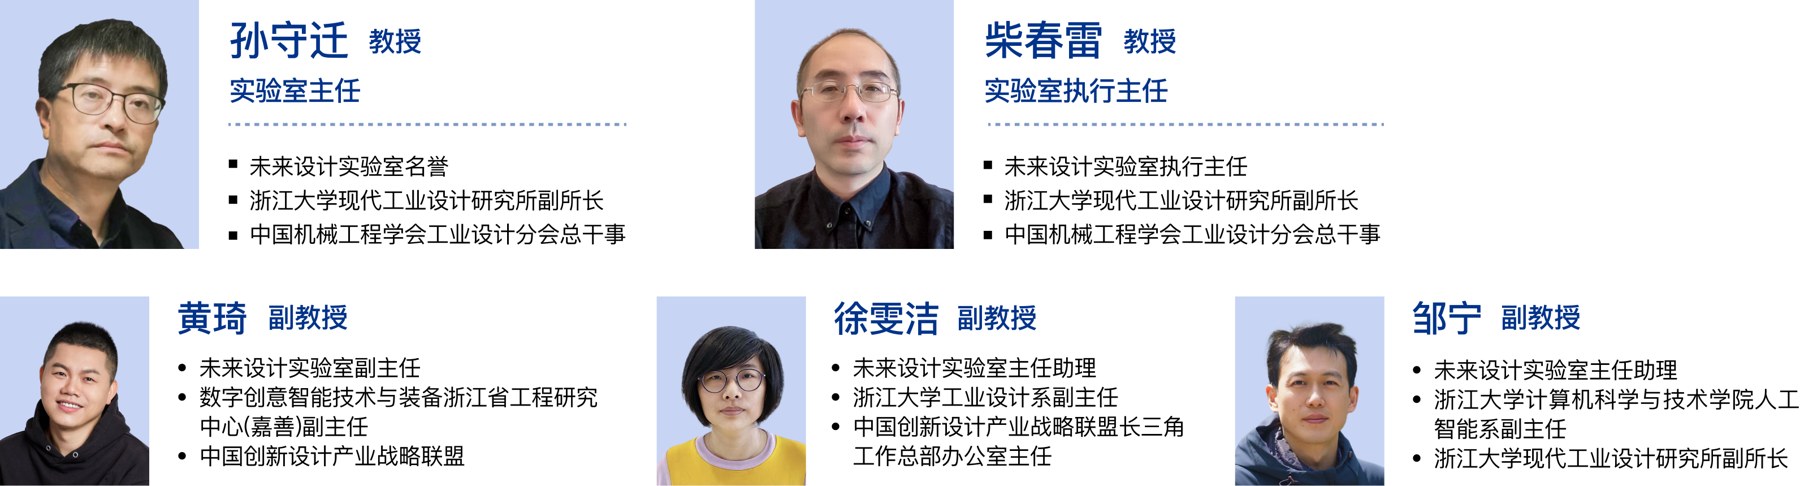 孙守迁 教授
实验室主任
▪ 未来设计实验室名誉
▪ 浙江大学现代工业设计研究所副所长
▪ 中国机械工程学会工业设计分会总干事
柴春雷 教授
实验室执行主任
▪ 未来设计实验室执行主任
▪ 浙江大学现代工业设计研究所副所长
▪ 中国机械工程学会工业设计分会总干事
黄琦 副教授
• 未来设计实验室副主任
• 数字创意智能技术与装备浙江省工程研究
中心(嘉善)副主任
• 中国创新设计产业战略联盟
徐雯洁 副教授
• 未来设计实验室主任助理
• 浙江大学工业设计系副主任
• 中国创新设计产业战略联盟长三角
工作总部办公室主任
邹宁 副教授
• 未来设计实验室主任助理
• 浙江大学计算机科学与技术学院人工
智能系副主任
• 浙江大学现代工业设计研究所副所长